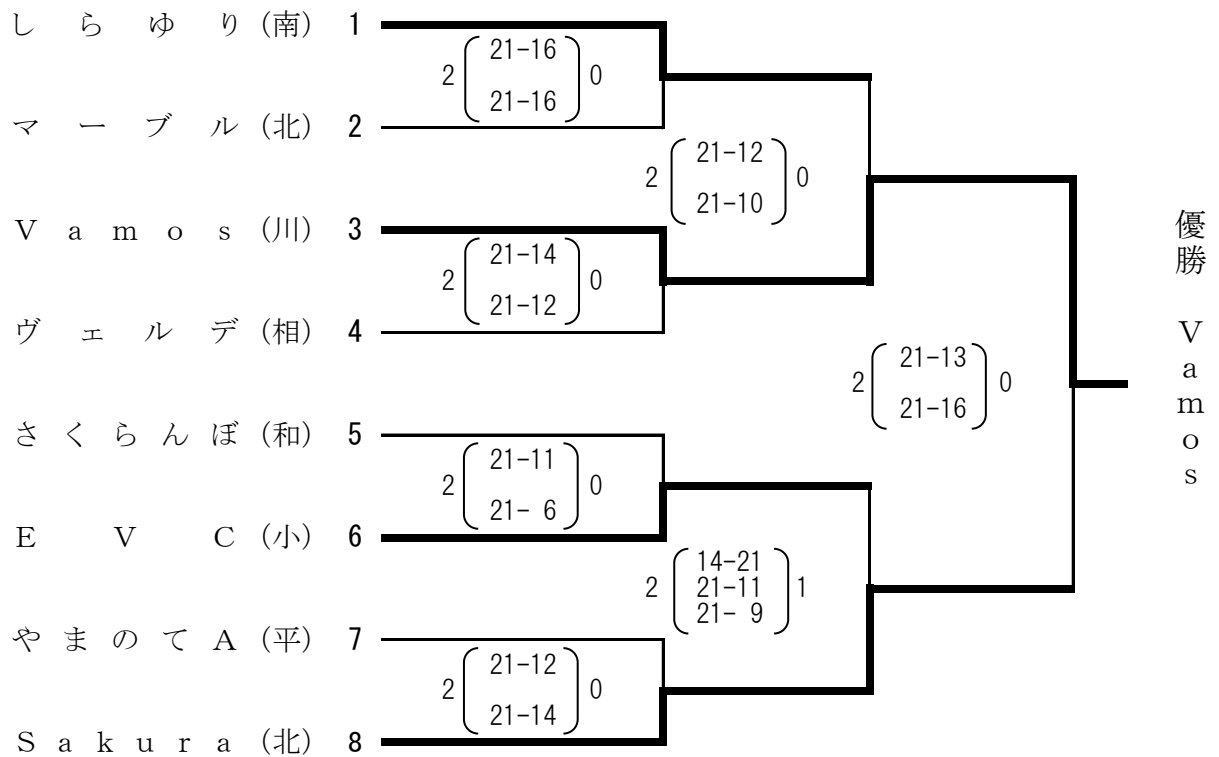 しらゆり(南) 1
2 21-16 0
21-16
マーブル(北) 2
2 21-12 0
21-10
Vamos(川) 3
2 21-14 0
21-12
ヴェルデ(相) 4
2 21-13 0
21-16
さくらんぼ(和) 5
2 21-11 0
21- 6
EVC(小) 6
14-21
2 21-11 1
21- 9
やまのてA(平) 7
2 21-12 0
21-14
Sakura(北) 8
優勝 Vamos